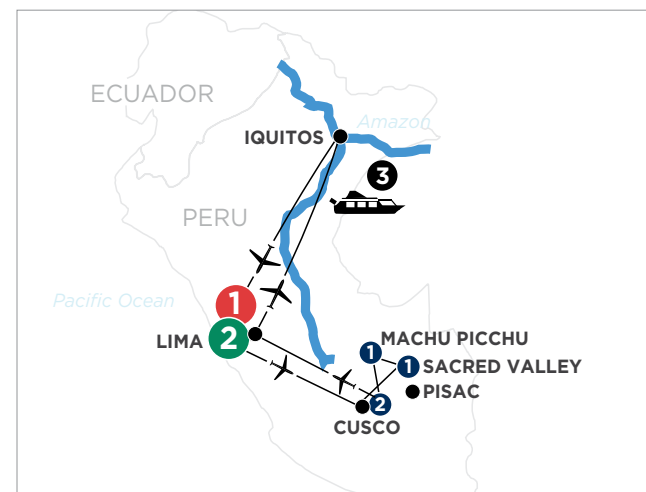 ECUADOR
Amazon
IQUITOS
3
PERU
Pacific Ocean
1
LIMA
2
MACHU PICCHU
1
1
SACRED VALLEY
PISAC
2
CUSCO